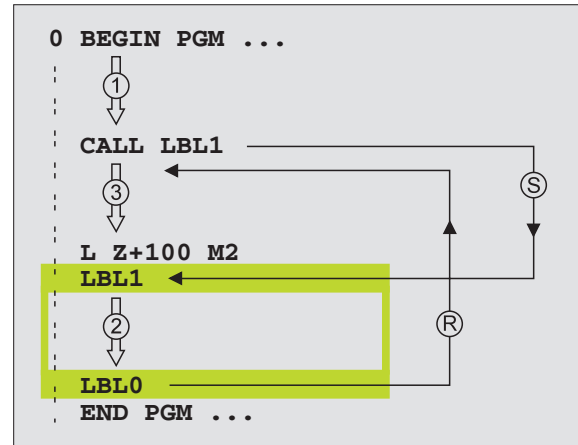 0 BEGIN PGM ...
1
CALL LBL1
S
3
L Z+100 M2
LBL1
2
R
LBL0
END PGM ...